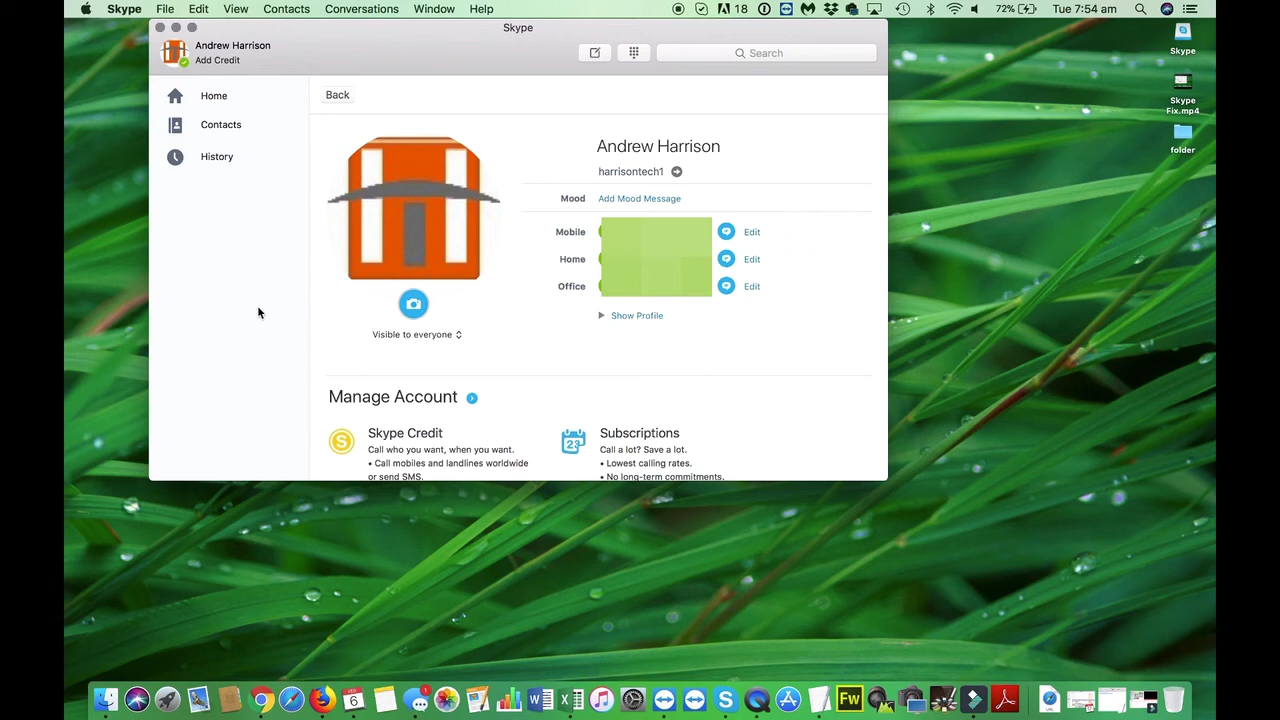 Skype File Edit View Contacts Conversations Window Help 18 72% Tue 7:54 am
Skype
Andrew Harrison
Add Credit
Search
Home
Contacts
History
Back
Andrew Harrison
harrisontech1
Mood Add Mood Message
Mobile Edit
Home Edit
Office Edit
Show Profile
Visible to everyone
Manage Account
S
Skype Credit
Call who you want, when you want.
• Call mobiles and landlines worldwide
or send SMS.
23
Subscriptions
Call a lot? Save a lot.
• Lowest calling rates.
• No long-term commitments.
Skype
Skype
Fix.mp4
folder
6
1
W
X
S
Fw